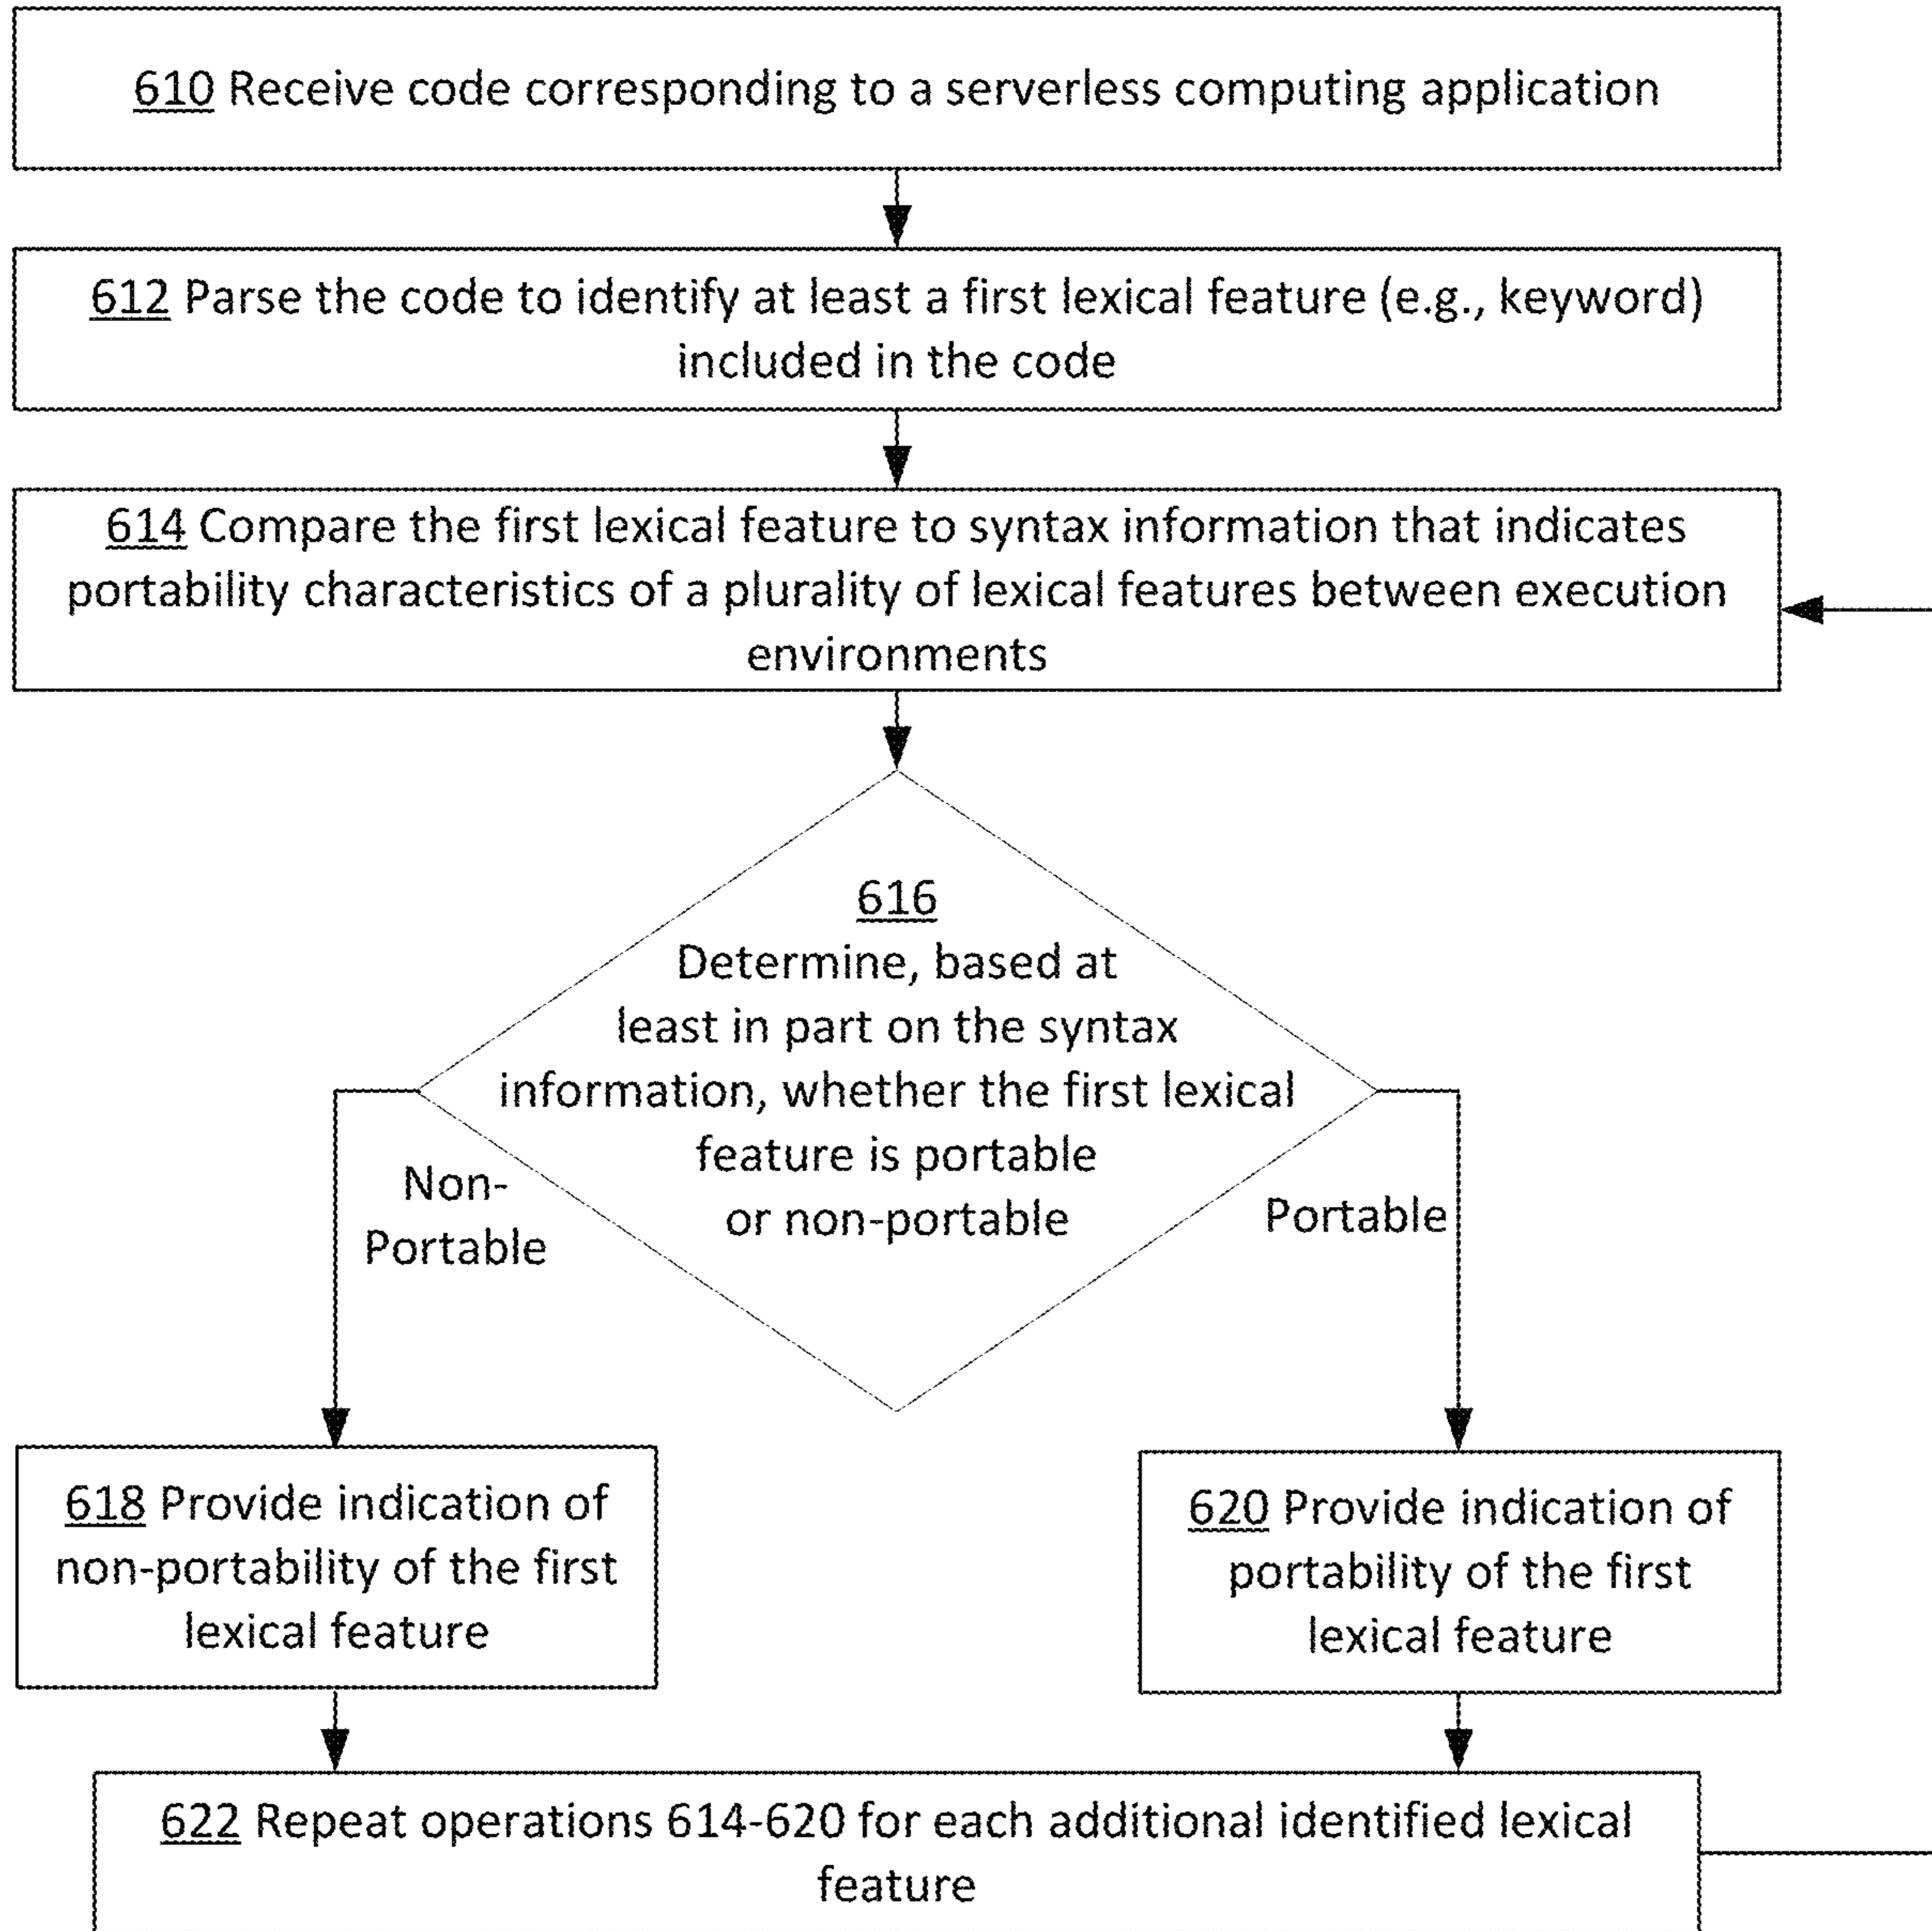 610 Receive code corresponding to a serverless computing application
612 Parse the code to identify at least a first lexical feature (e.g., keyword)
included in the code
614 Compare the first lexical feature to syntax information that indicates
portability characteristics of a plurality of lexical features between execution
environments
616
Determine, based at
least in part on the syntax
information, whether the first lexical
feature is portable
or non-portable
Non-
Portable
Portable
618 Provide indication of
non-portability of the first
lexical feature
620 Provide indication of
portability of the first
lexical feature
622 Repeat operations 614-620 for each additional identified lexical
feature